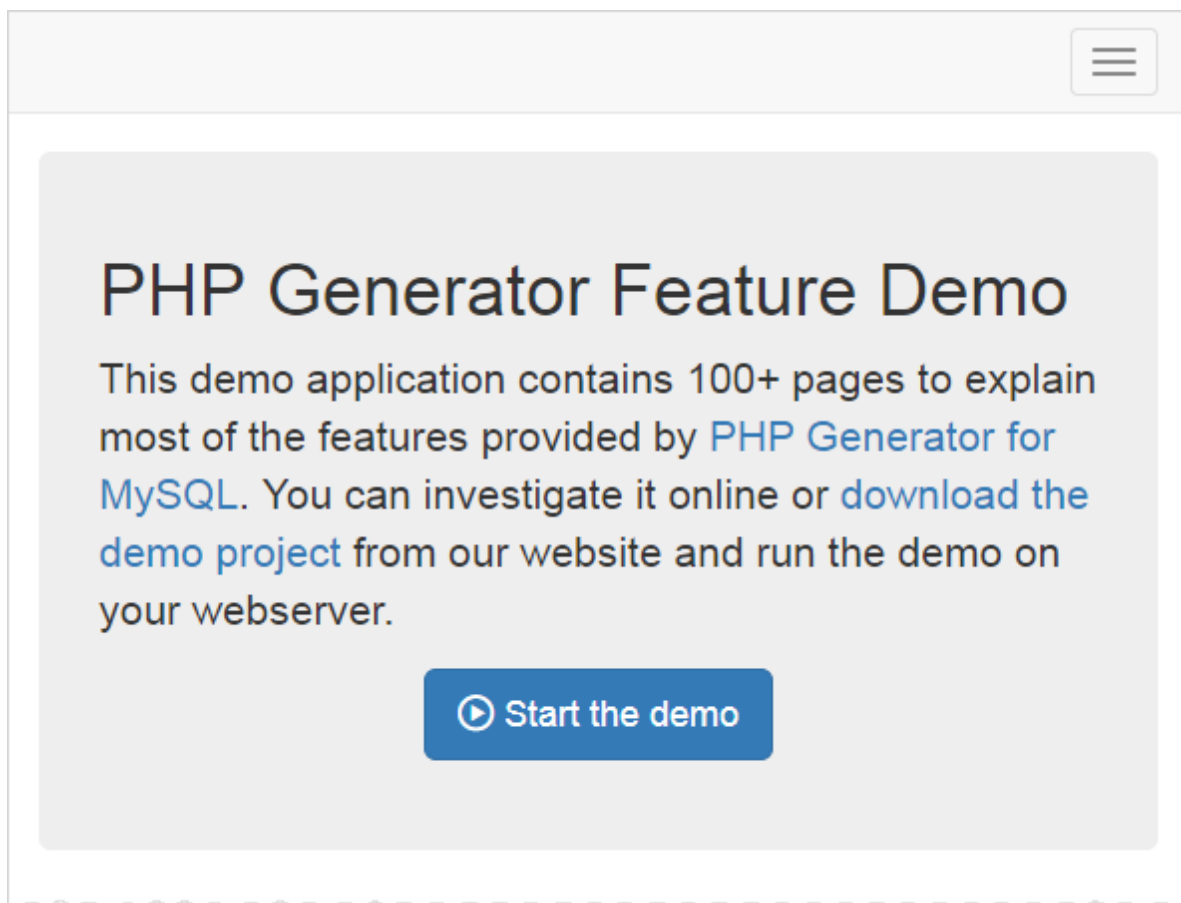 PHP Generator Feature Demo
This demo application contains 100+ pages to explain
most of the features provided by PHP Generator for
MySQL. You can investigate it online or download the
demo project from our website and run the demo on
your webserver.
Start the demo